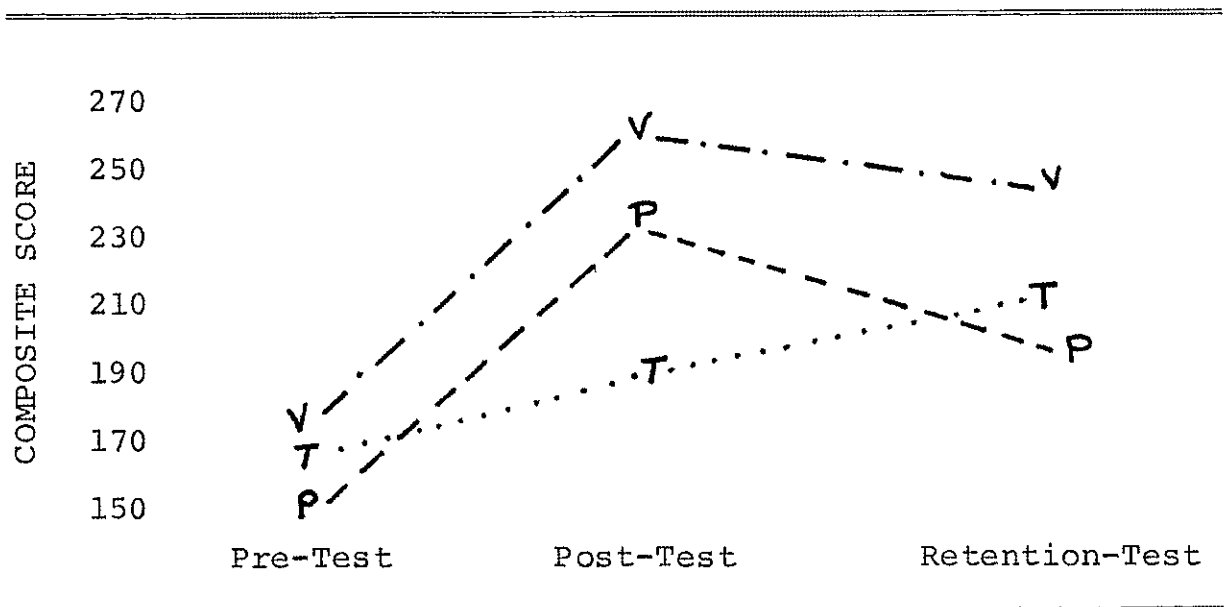 270
V
250
V
COMPOSITE SCORE
230
P
210
T
190
T
P
V
170
T
150
P
Pre-Test Post-Test Retention-Test